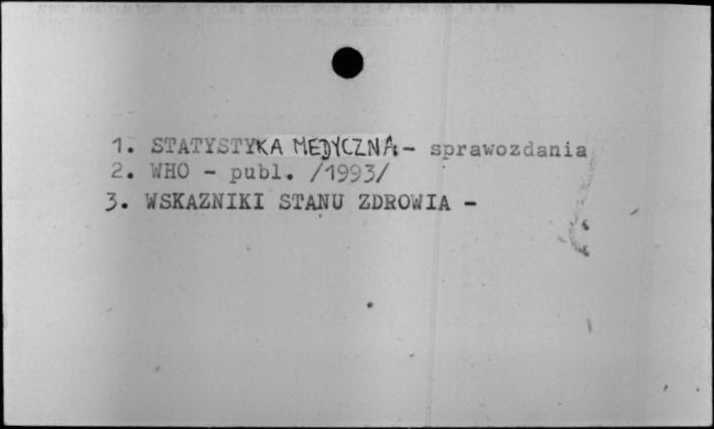 1. STATYSTYKA MEDYCZNA - sprawozdania
2. WHO - publ. /1993/
3. WSKAZNIKI STANU ZDROWIA -